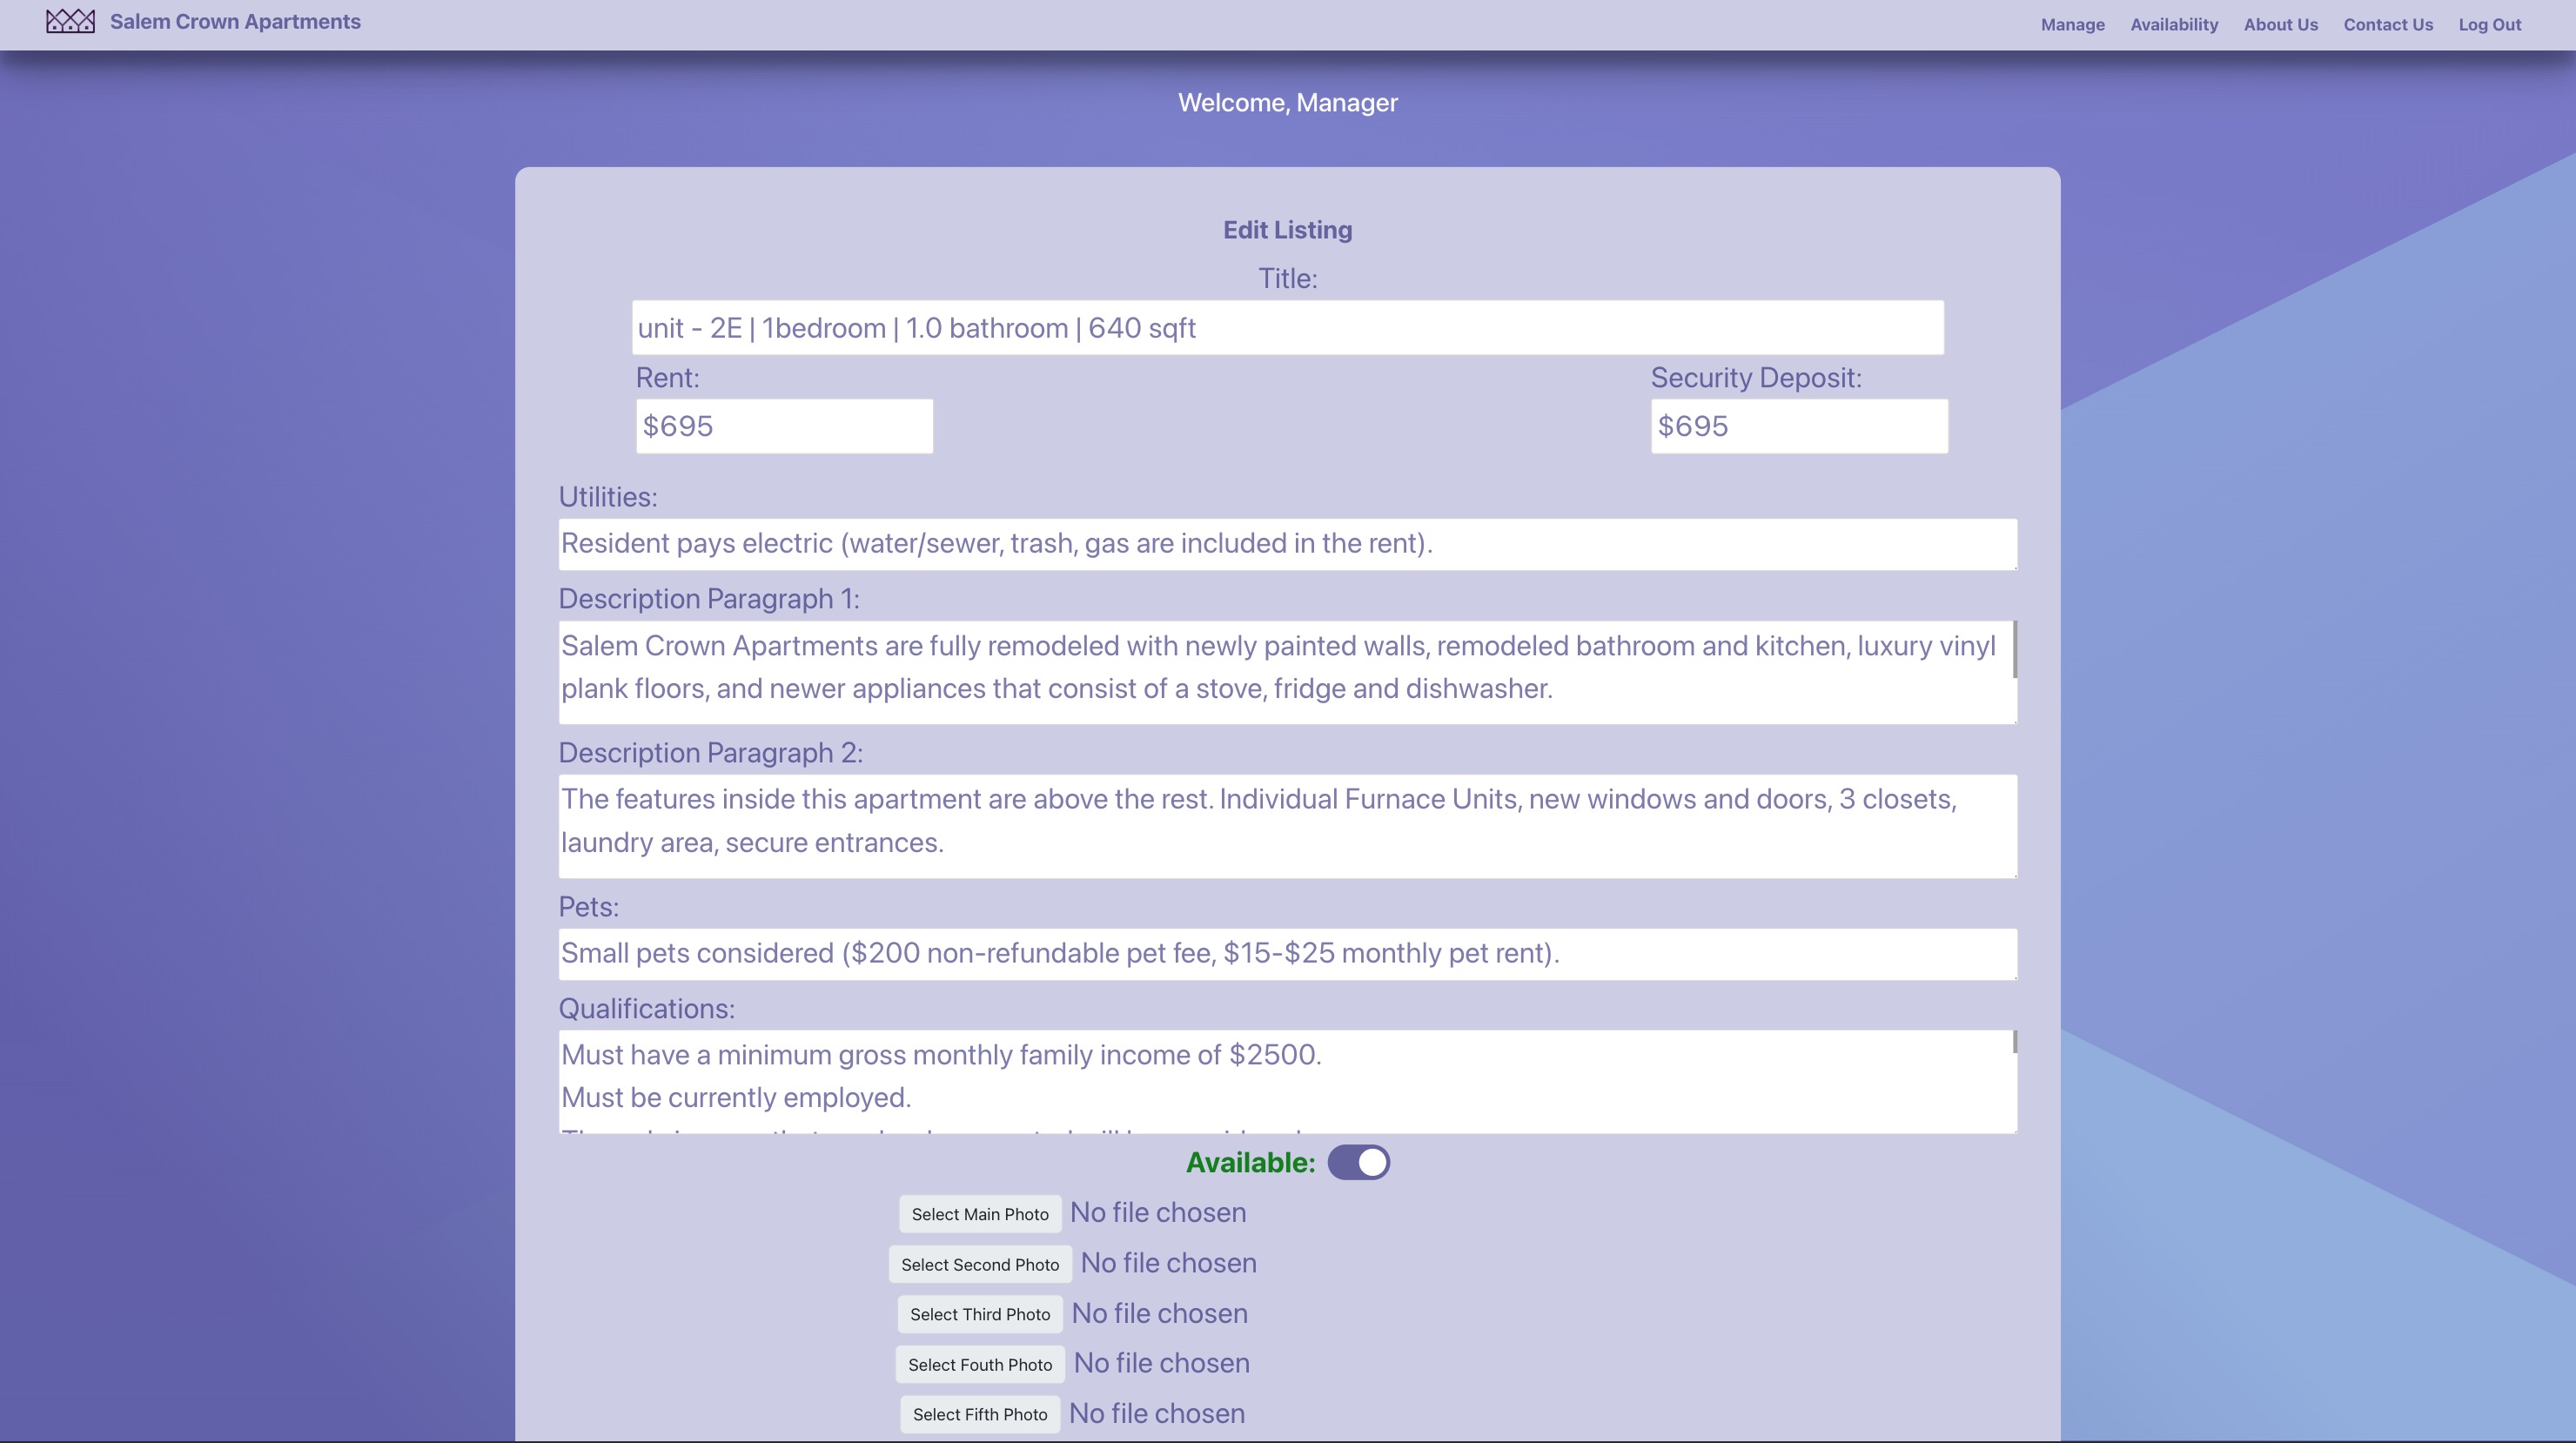 Salem Crown Apartments
Manage Availability About Us Contact Us Log Out
Welcome, Manager
Edit Listing
Title:
unit - 2E | 1bedroom | 1.0 bathroom | 640 sqft
Rent:
Security Deposit:
$695
$695
Utilities:
Resident pays electric (water/sewer, trash, gas are included in the rent).
Description Paragraph 1:
Salem Crown Apartments are fully remodeled with newly painted walls, remodeled bathroom and kitchen, luxury vinyl
plank floors, and newer appliances that consist of a stove, fridge and dishwasher.
Description Paragraph 2:
The features inside this apartment are above the rest. Individual Furnace Units, new windows and doors, 3 closets,
laundry area, secure entrances.
Pets:
Small pets considered ($200 non-refundable pet fee, $15-$25 monthly pet rent).
Qualifications:
Must have a minimum gross monthly family income of $2500.
Must be currently employed.
Available:
Select Main Photo No file chosen
Select Second Photo No file chosen
Select Third Photo No file chosen
Select Fouth Photo No file chosen
Select Fifth Photo No file chosen